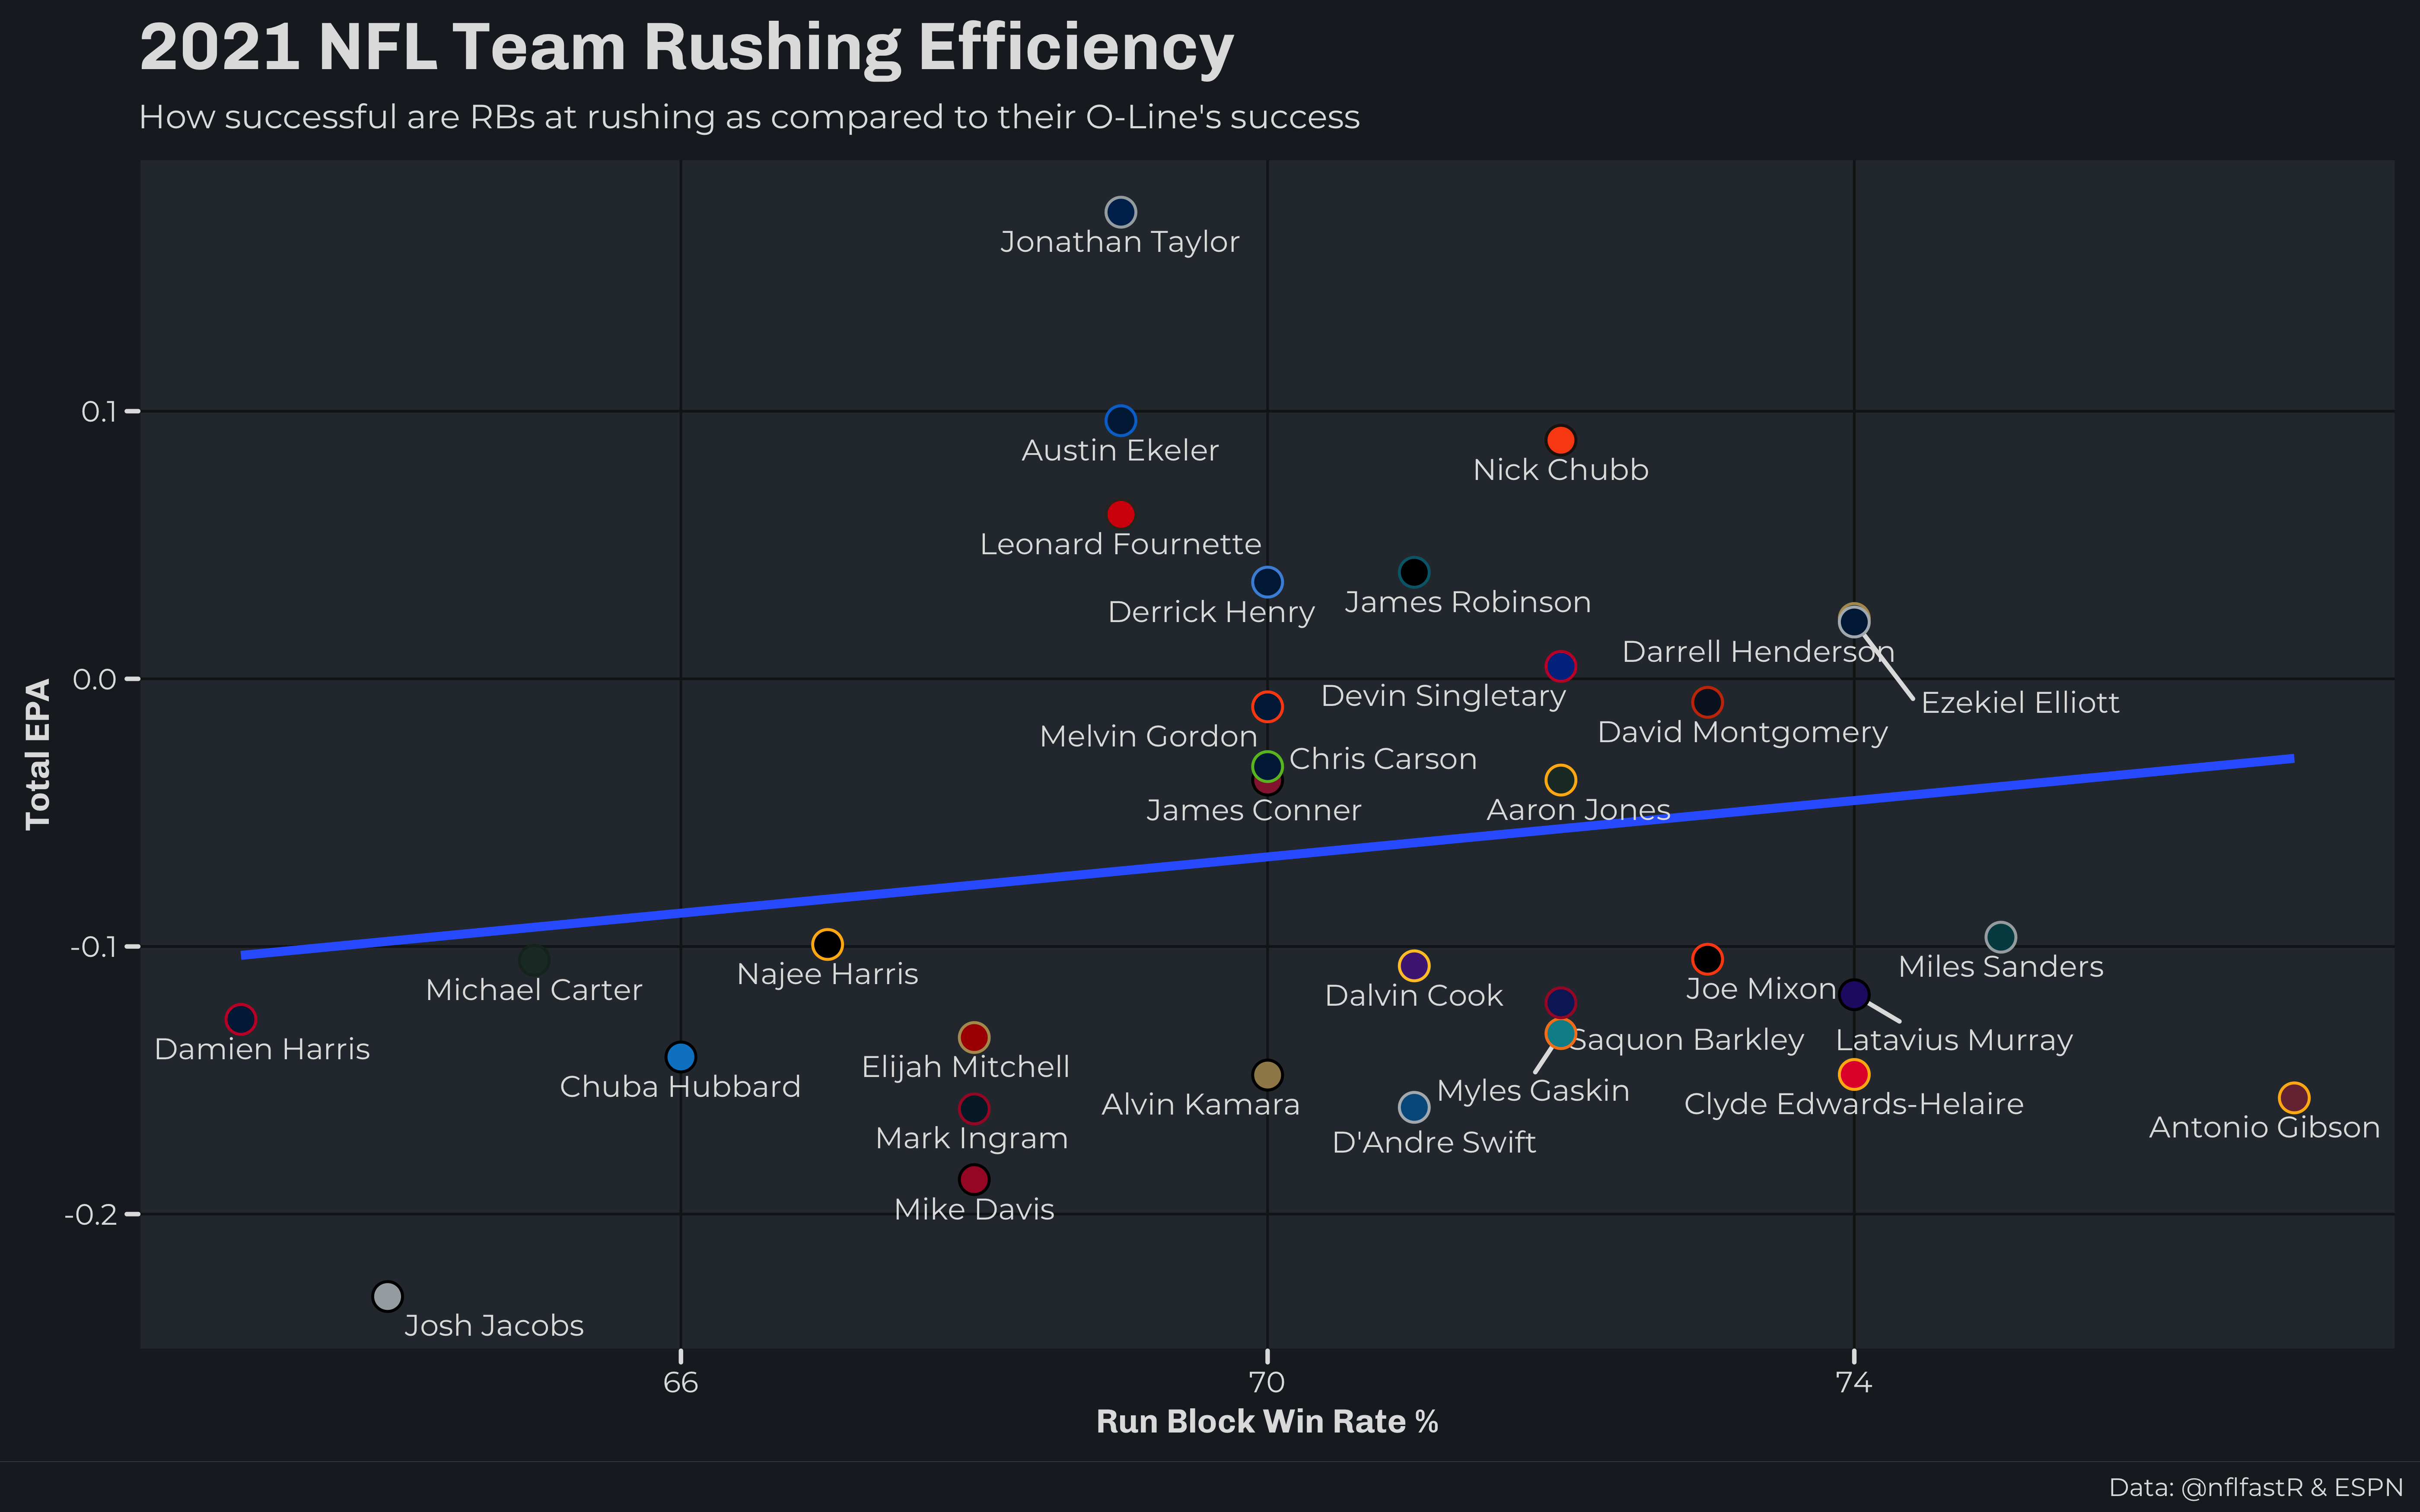 2021 NFL Team Rushing Efficiency
How successful are RBs at rushing as compared to their O-Line's success
Jonathan Taylor
0.1
Austin Ekeler
Nick Chubb
Leonard Fournette
Derrick Henry
James Robinson
Darrell Henderson
0.0
Devin Singletary
Ezekiel Elliott
Melvin Gordon
David Montgomery
Chris Carson
James Conner
Aaron Jones
Total EPA
-0.1
Michael Carter
Najee Harris
Dalvin Cook
Joe Mixon
Miles Sanders
Damien Harris
Saquon Barkley
Latavius Murray
Chuba Hubbard
Elijah Mitchell
Myles Gaskin
Alvin Kamara
Clyde Edwards-Helaire
Antonio Gibson
Mark Ingram
D'Andre Swift
Mike Davis
-0.2
Josh Jacobs
66
70
74
Run Block Win Rate %
Data: @nflfastR & ESPN